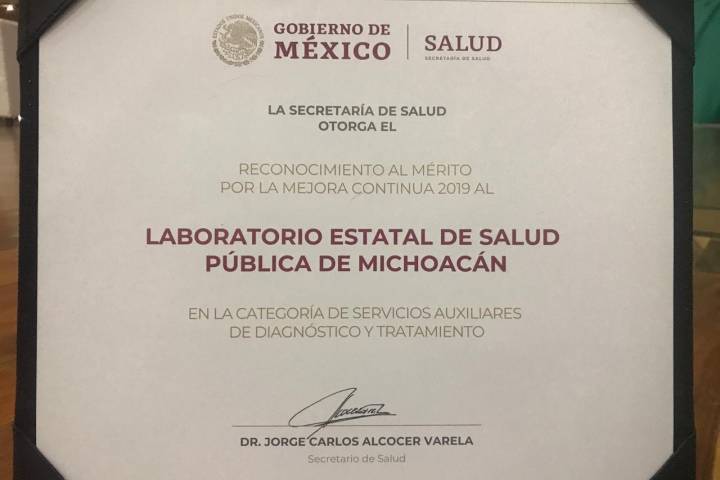 GOBIERNO DE
MÉXICO
SALUD
SECRETARÍA DE SALUD
LA SECRETARÍA DE SALUD
OTORGA EL
RECONOCIMIENTO AL MÉRITO
POR LA MEJORA CONTINUA 2019 AL
LABORATORIO ESTATAL DE SALUD
PÚBLICA DE MICHOACÁN
EN LA CATEGORÍA DE SERVICIOS AUXILIARES
DE DIAGNÓSTICO Y TRATAMIENTO
DR. JORGE CARLOS ALCOCER VARELA
Secretario de Salud